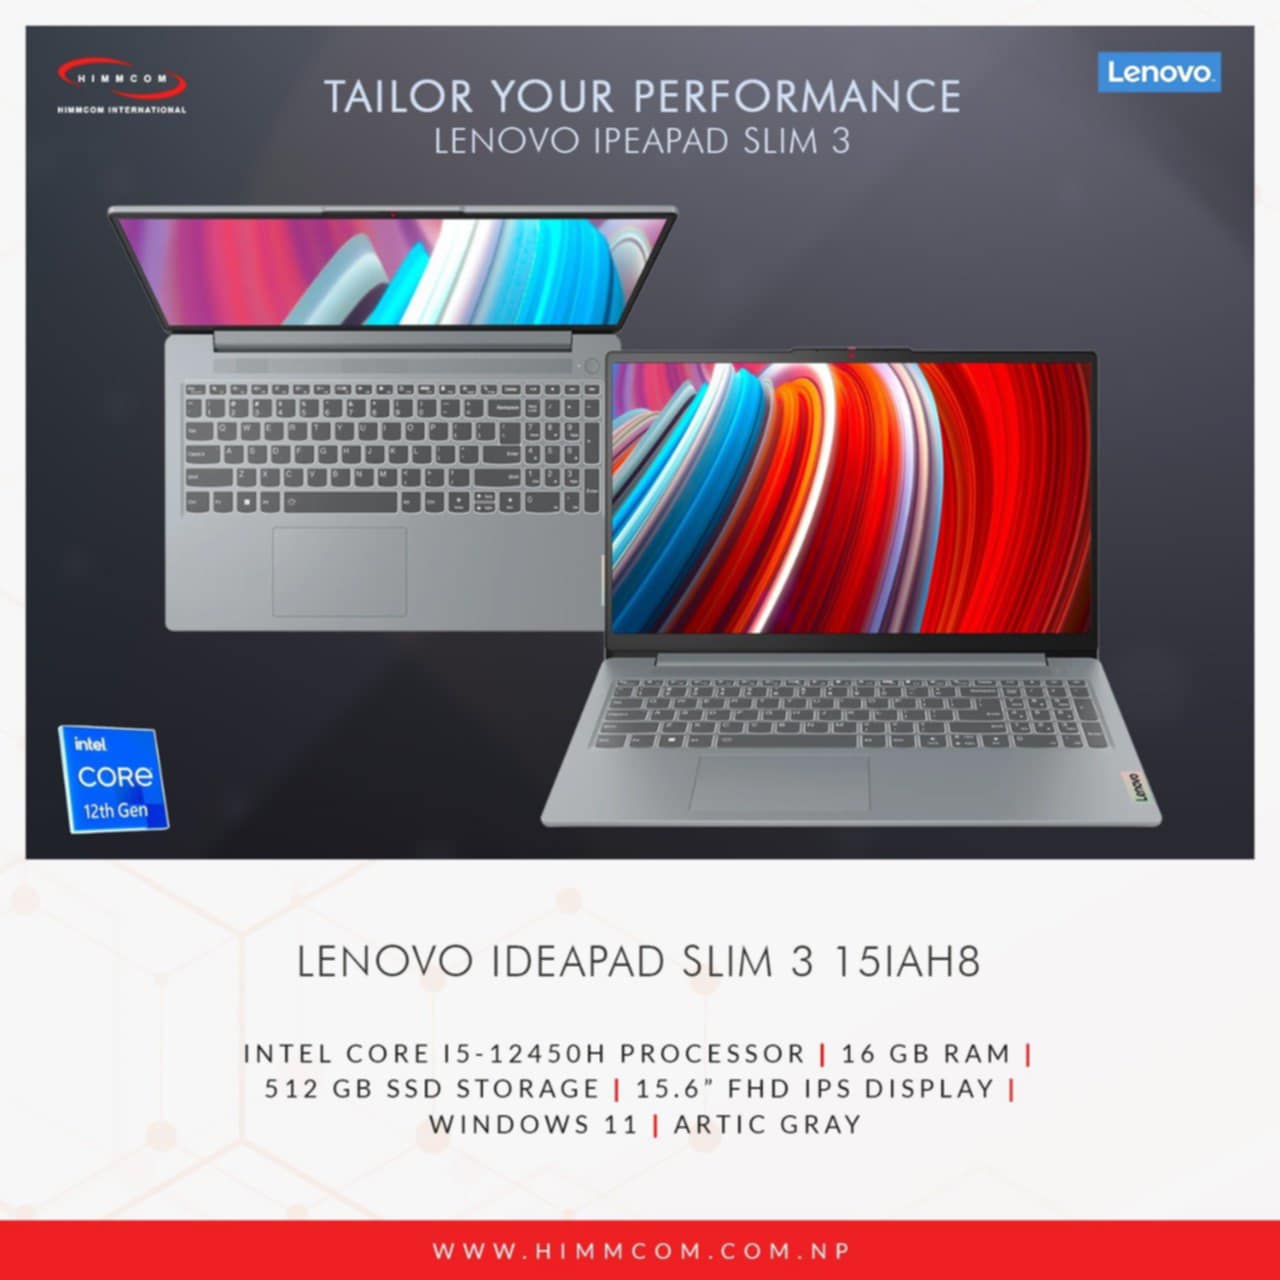 HIMMCOM
HIMMCOM INTERNATIONAL
Lenovo
TAILOR YOUR PERFORMANCE
LENOVO IPEAPAD SLIM 3
intel
CORE
12th Gen
Lenovo
LENOVO IDEAPAD SLIM 3 15IAH8
INTEL CORE I5-12450H PROCESSOR | 16 GB RAM |
512 GB SSD STORAGE | 15.6” FHD IPS DISPLAY |
WINDOWS 11 | ARTIC GRAY
WWW.HIMMCOM.COM.NP